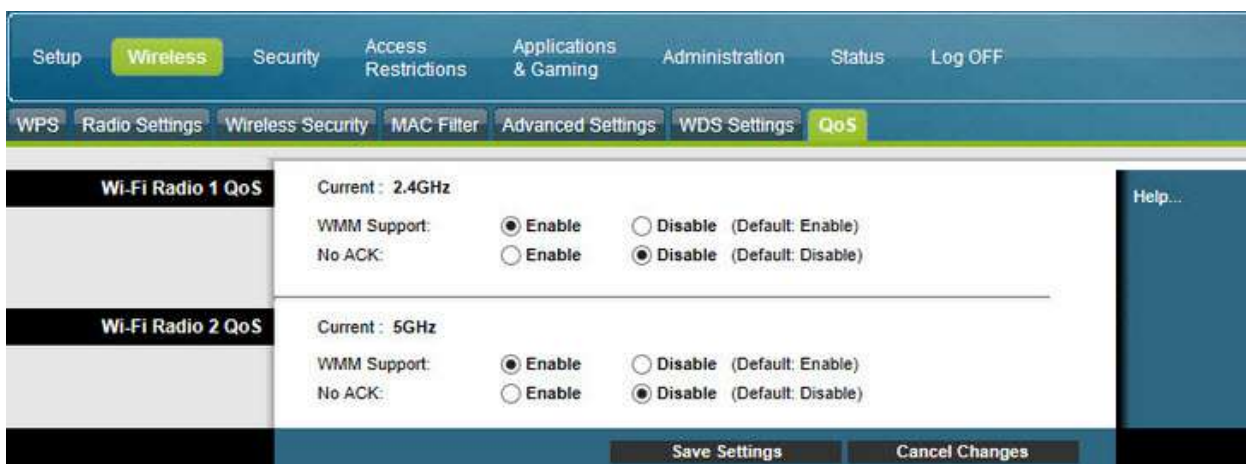 Setup Wireless Security Access Restrictions Applications & Gaming Administration Status Log OFF
WPS Radio Settings Wireless Security MAC Filter Advanced Settings WDS Settings QoS
Wi-Fi Radio 1 QoS Current : 2.4GHz Help...
WMM Support: Enable Disable (Default: Enable)
No ACK: Enable Disable (Default: Disable)
Wi-Fi Radio 2 QoS Current : 5GHz
WMM Support: Enable Disable (Default: Enable)
No ACK: Enable Disable (Default: Disable)
Save Settings Cancel Changes